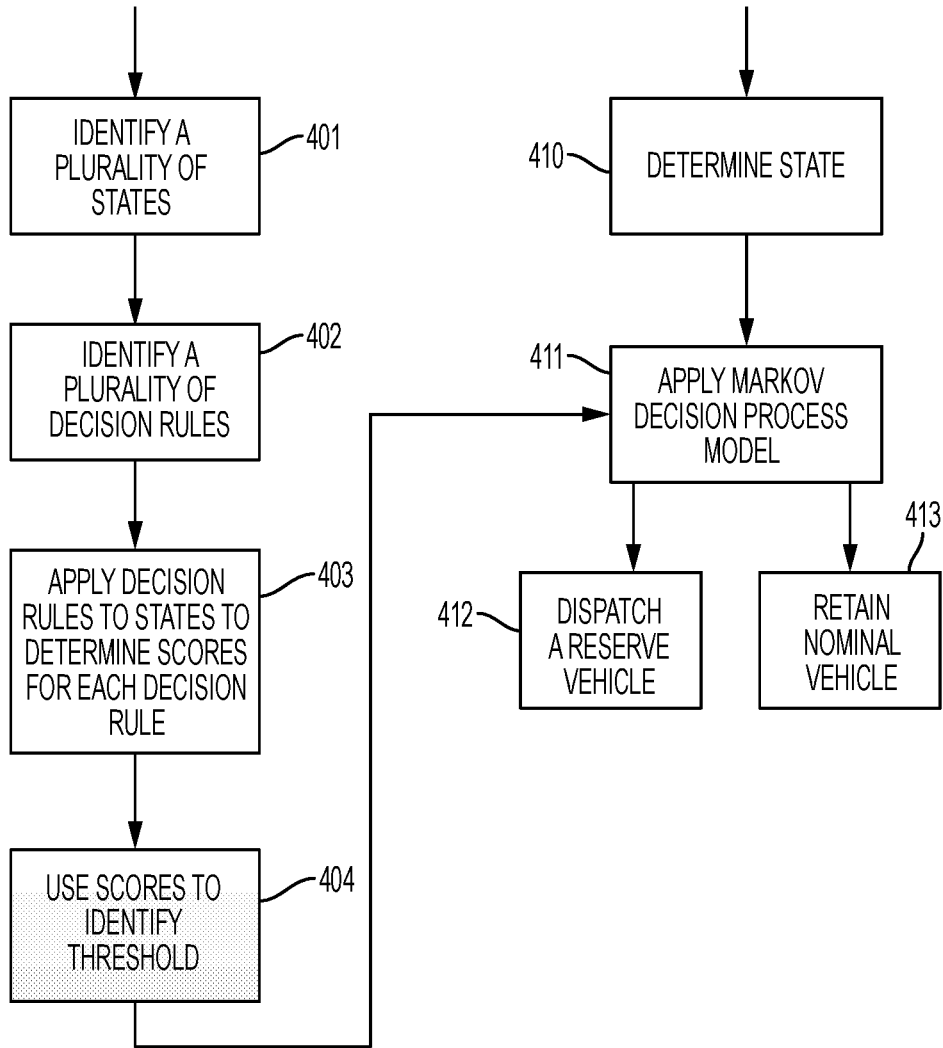 IDENTIFY A
PLURALITY OF
STATES
401
IDENTIFY A
PLURALITY OF
DECISION RULES
402
APPLY DECISION
RULES TO STATES TO
DETERMINE SCORES
FOR EACH DECISION
RULE
403
USE SCORES TO
IDENTIFY
THRESHOLD
404
410
DETERMINE STATE
411
APPLY MARKOV
DECISION PROCESS
MODEL
412
DISPATCH
A RESERVE
VEHICLE
413
RETAIN
NOMINAL
VEHICLE